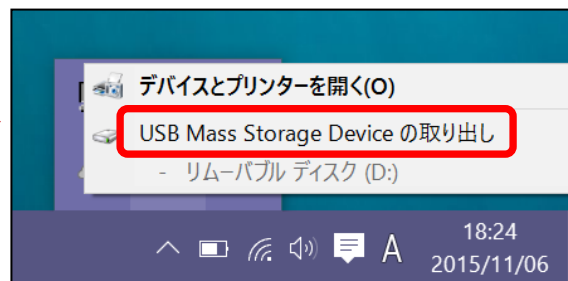 デバイスとプリンターを開く(O)
USB Mass Storage Device の取り出し
- リムーバブル ディスク (D:)
A
18:24
2015/11/06